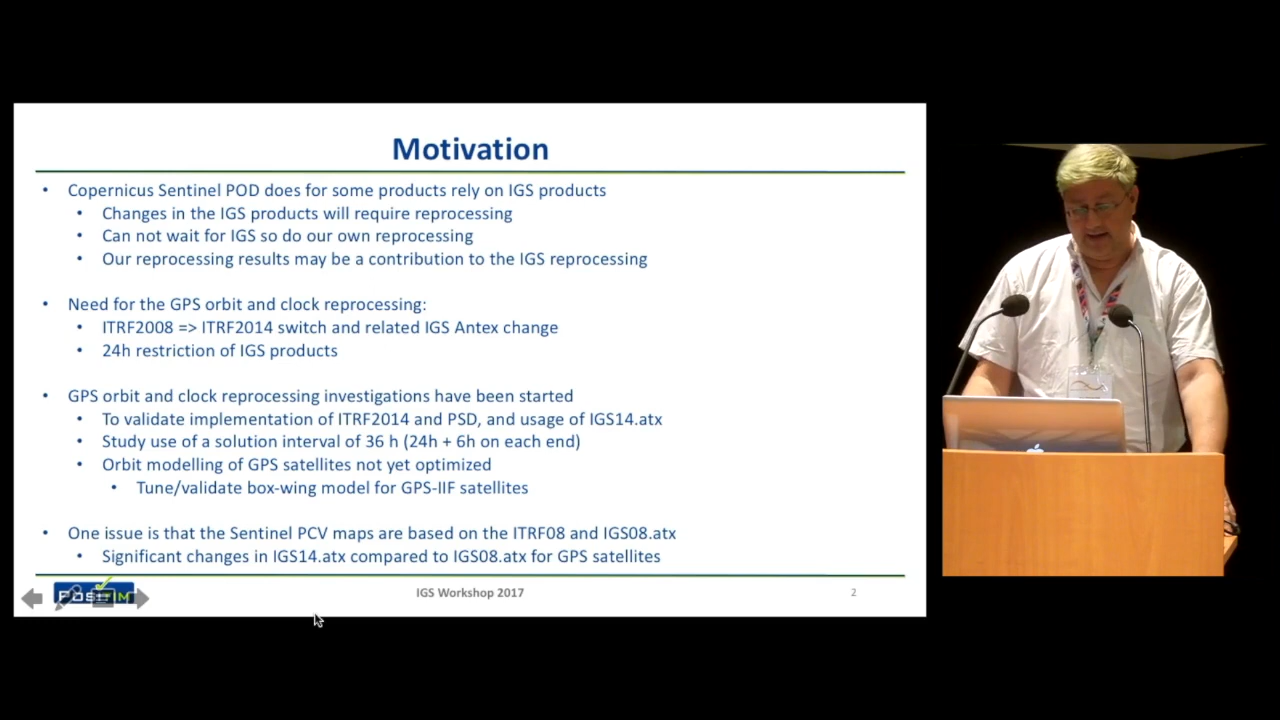 Motivation
• Copernicus Sentinel POD does for some products rely on IGS products
• Changes in the IGS products will require reprocessing
• Can not wait for IGS so do our own reprocessing
• Our reprocessing results may be a contribution to the IGS reprocessing
• Need for the GPS orbit and clock reprocessing:
• ITRF2008 => ITRF2014 switch and related IGS Antex change
• 24h restriction of IGS products
• GPS orbit and clock reprocessing investigations have been started
• To validate implementation of ITRF2014 and PSD, and usage of IGS14.atx
• Study use of a solution interval of 36 h (24h + 6h on each end)
• Orbit modelling of GPS satellites not yet optimized
• Tune/validate box-wing model for GPS-IIF satellites
• One issue is that the Sentinel PCV maps are based on the ITRF08 and IGS08.atx
• Significant changes in IGS14.atx compared to IGS08.atx for GPS satellites
IGS Workshop 2017
2